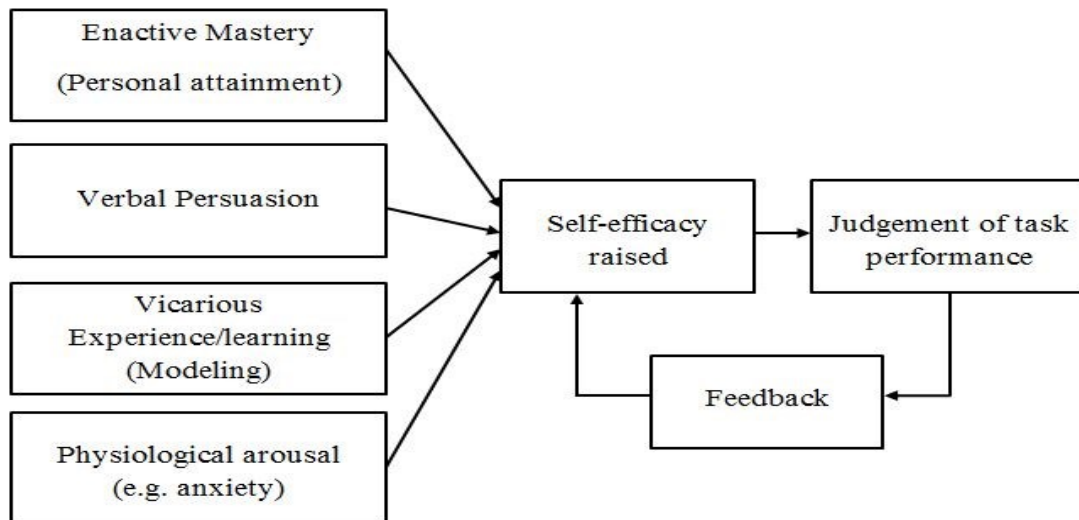 Enactive Mastery
(Personal attainment)
Verbal Persuasion
Vicarious
Experience/learning
(Modeling)
Physiological arousal
(e.g. anxiety)
Self-efficacy
raised
Judgement of task
performance
Feedback